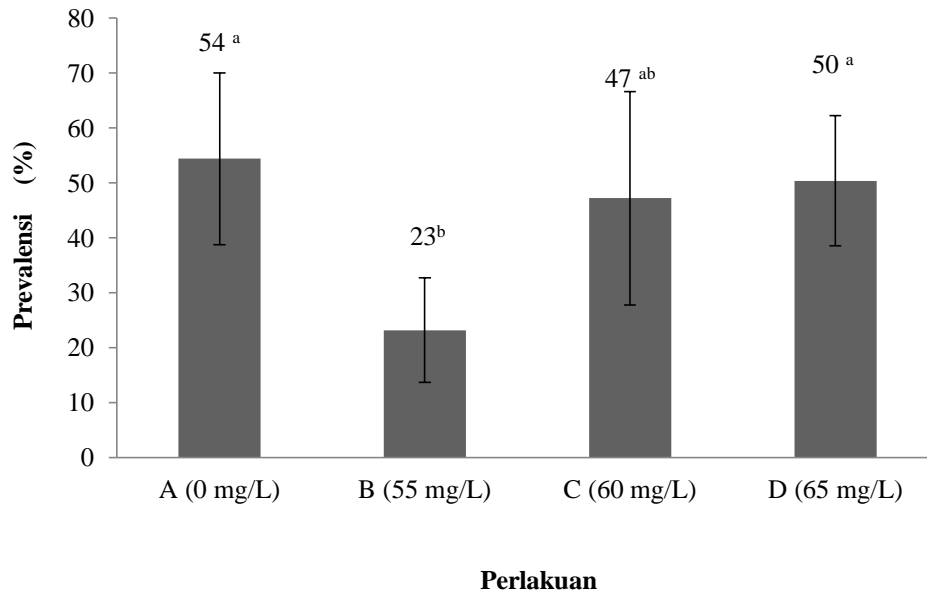 80
70
60
50
40
30
20
10
0
Prevalensi (%)
54 a
23b
47 ab
50 a
A (0 mg/L) B (55 mg/L) C (60 mg/L) D (65 mg/L)
Perlakuan